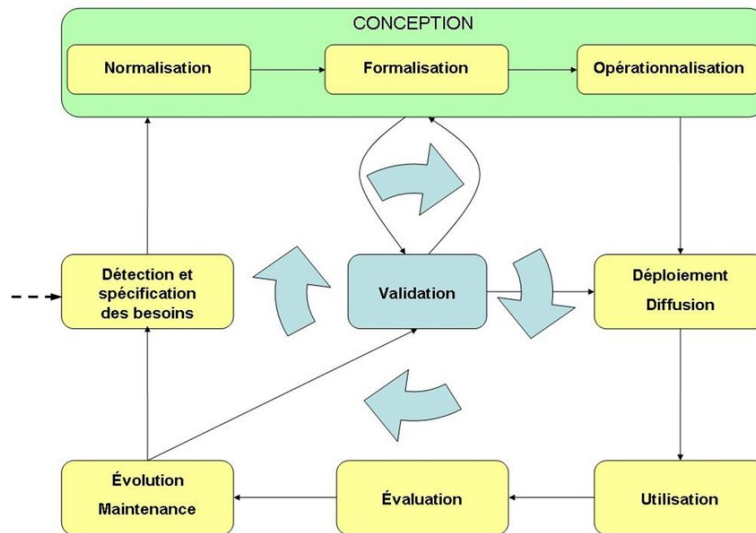 CONCEPTION
Normalisation
Formalisation
Opérationnalisation
Détection et
spécification
des besoins
Validation
Déploiement
Diffusion
Évolution
Maintenance
Évaluation
Utilisation